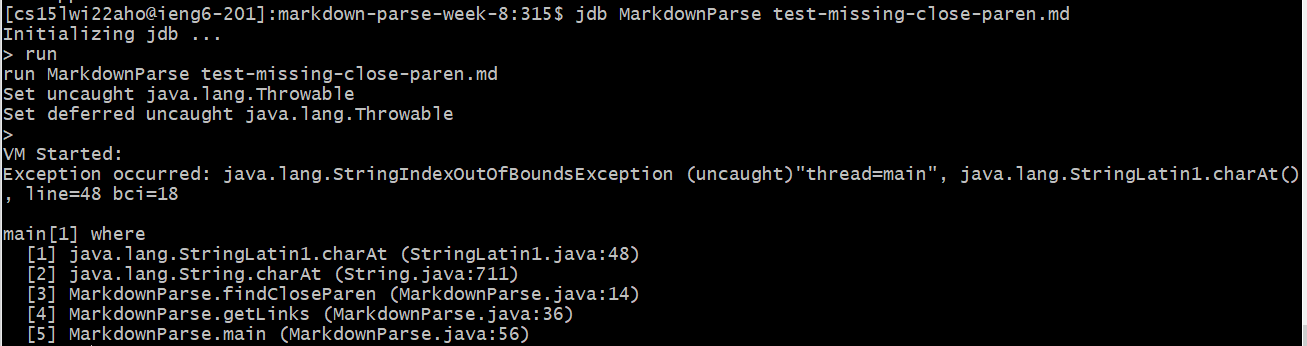 [cs15lwi22aho@ieng6-201]:markdown-parse-week-8:315$ jdb MarkdownParse test-missing-close-paren.md
Initializing jdb ...
> run
run MarkdownParse test-missing-close-paren.md
Set uncaught java.lang.Throwable
Set deferred uncaught java.lang.Throwable
>
VM Started:
Exception occurred: java.lang.StringIndexOutOfBoundsException (uncaught)"thread=main", java.lang.StringLatin1.charAt()
, line=48 bci=18
main[1] where
  [1] java.lang.StringLatin1.charAt (StringLatin1.java:48)
  [2] java.lang.String.charAt (String.java:711)
  [3] MarkdownParse.findCloseParen (MarkdownParse.java:14)
  [4] MarkdownParse.getLinks (MarkdownParse.java:36)
  [5] MarkdownParse.main (MarkdownParse.java:56)